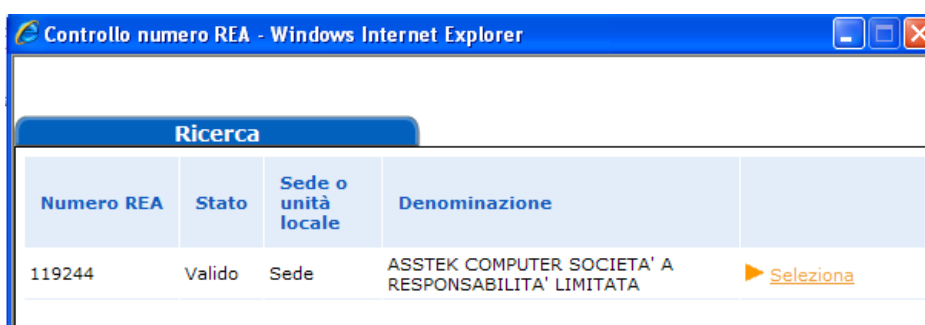 Controllo numero REA - Windows Internet Explorer
Ricerca
Numero REA
Stato
Sede o
unità
locale
Denominazione
119244
Valido
Sede
ASSTEK COMPUTER SOCIETA' A
RESPONSABILITA' LIMITATA
Seleziona